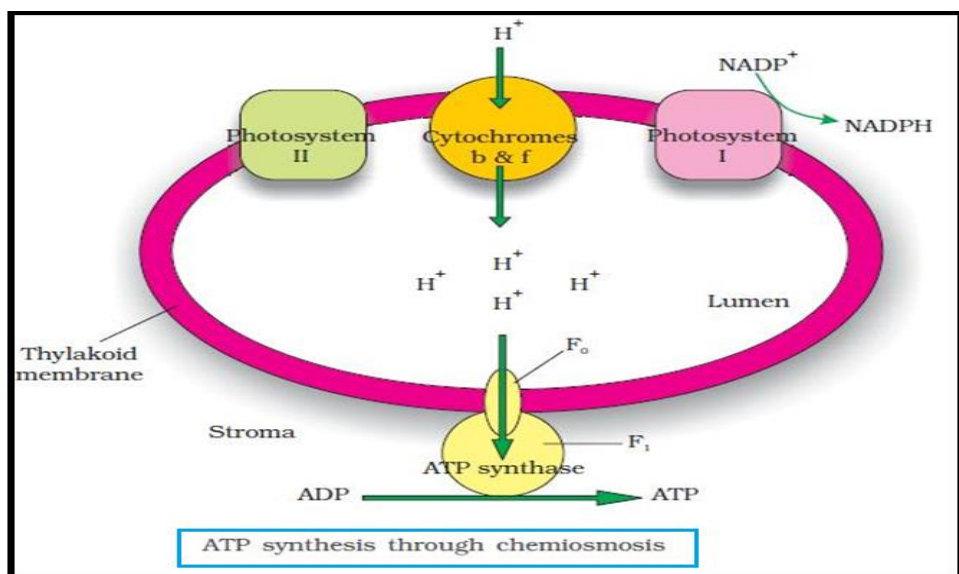 H+
NADP+
NADPH
Photosystem
II
Cytochromes
b & f
Photosystem
I
H+
H+
H+
H+
Lumen
Thylakoid
membrane
F0
Stroma
F1
ATP synthase
ADP
ATP
ATP synthesis through chemiosmosis